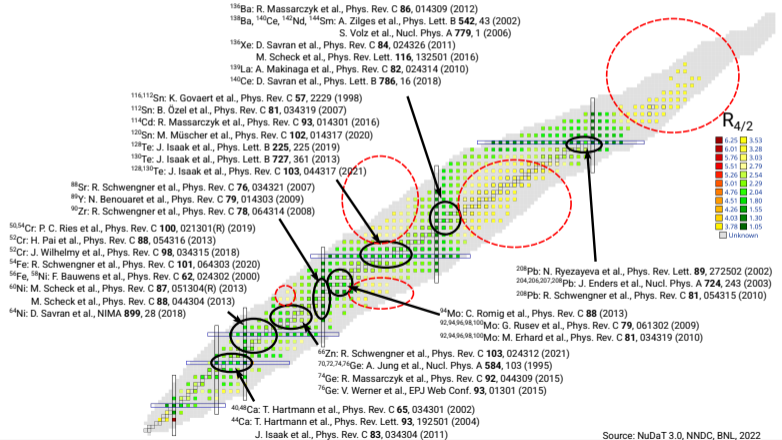 ¹³⁶Ba: R. Massarczyk et al., Phys. Rev. C 86, 014309 (2012)
¹³⁸Ba, ¹⁴⁰Ce, ¹⁴²Nd, ¹⁴⁴Sm: A. Zilges et al., Phys. Lett. B 542, 43 (2002)
S. Volz et al., Nucl. Phys. A 779, 1 (2006)
¹³⁶Xe: D. Savran et al., Phys. Rev. C 84, 024326 (2011)
M. Scheck et al., Phys. Rev Lett. 116, 132501 (2016)
¹³⁹La: A. Makinaga et al., Phys. Rev. C 82, 024314 (2010)
¹⁴⁰Ce: D. Savran et al., Phys. Lett. B 786, 16 (2018)
¹¹⁶,¹¹²Sn: K. Govaert et al., Phys. Rev. C 57, 2229 (1998)
¹¹²Sn: B. Özel et al., Phys. Rev. C 81, 034319 (2007)
¹¹⁴Cd: R. Massarczyk et al., Phys. Rev. C 93, 014301 (2016)
¹²⁰Sn: M. Müscher et al., Phys. Rev. C 102, 014317 (2020)
¹²⁸Te: J. Isaak et al., Phys. Lett. B 225, 225 (2019)
¹³⁰Te: J. Isaak et al., Phys. Lett. B 727, 361 (2013)
¹²⁸,¹³⁰Te: J. Isaak et al., Phys. Rev. C 103, 044317 (2021)
⁸⁸Sr: R. Schwengner et al., Phys. Rev. C 76, 034321 (2007)
⁸⁹Y: N. Benouaret et al., Phys. Rev. C 79, 014303 (2009)
⁹⁰Zr: R. Schwengner et al., Phys. Rev. C 78, 064314 (2008)
⁵⁰,⁵⁴Cr: P. C. Ries et al., Phys. Rev. C 100, 021301(R) (2019)
⁵²Cr: H. Pai et al., Phys. Rev. C 88, 054316 (2013)
⁵²Cr: J. Wilhelmy et al., Phys. Rev. C 98, 034315 (2018)
⁵⁴Fe: R. Schwengner et al., Phys. Rev. C 101, 064303 (2020)
⁵⁶Fe, ⁵⁸Ni: F. Bauwens et al., Phys. Rev. C 62, 024302 (2000)
⁶⁰Ni: M. Scheck et al., Phys. Rev. C 87, 051304(R) (2013)
M. Scheck et al., Phys. Rev. C 88, 044304 (2013)
⁶⁴Ni: D. Savran et al., NIMA 899, 28 (2018)
R4/2
6.25 3.53
6.01 3.28
5.76 3.03
5.51 2.79
5.26 2.54
5.01 2.29
4.76 2.04
4.51 1.80
4.26 1.55
4.03 1.30
3.78 1.05
Unknown
²⁰⁸Pb: N. Ryezayeva et al., Phys. Rev. Lett. 89, 272502 (2002)
²⁰⁴,²⁰⁶,²⁰⁷,²⁰⁸Pb: J. Enders et al., Nucl. Phys. A 724, 243 (2003)
²⁰⁸Pb: R. Schwengner et al., Phys. Rev. C 81, 054315 (2010)
⁹⁴Mo: C. Romig et al., Phys. Rev. C 88 (2013)
⁹²,⁹⁴,⁹⁶,⁹⁸,¹⁰⁰Mo: G. Rusev et al., Phys. Rev. C 79, 061302 (2009)
⁹²,⁹⁴,⁹⁶,⁹⁸,¹⁰⁰Mo: M. Erhard et al., Phys. Rev. C 81, 034319 (2010)
⁶⁶Zn: R. Schwengner et al., Phys. Rev. C 103, 024312 (2021)
⁷⁰,⁷²,⁷⁴,⁷⁶Ge: A. Jung et al., Nucl. Phys. A 584, 103 (1995)
⁷⁴Ge: R. Massarczyk et al., Phys. Rev. C 92, 044309 (2015)
⁷⁶Ge: V. Werner et al., EPJ Web Conf. 93, 01301 (2015)
⁴⁰,⁴⁸Ca: T. Hartmann et al., Phys. Rev. C 65, 034301 (2002)
⁴⁴Ca: T. Hartmann et al., Phys. Rev. Lett. 93, 192501 (2004)
J. Isaak et al., Phys. Rev. C 83, 034304 (2011)
Source: NuDaT 3.0, NNDC, BNL, 2022